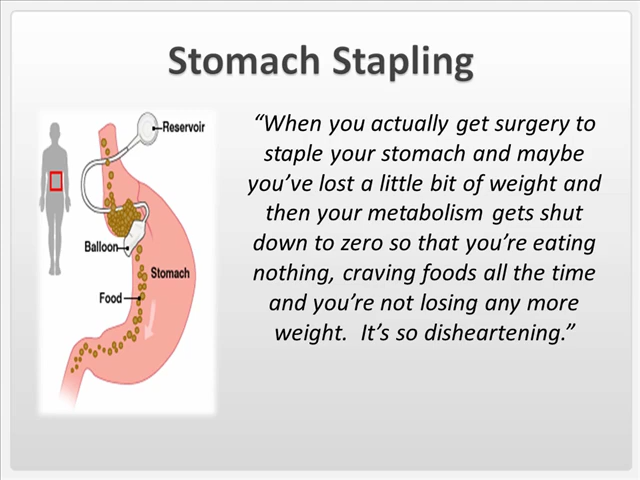 Stomach Stapling
Reservoir
Balloon
Stomach
Food
“When you actually get surgery to
staple your stomach and maybe
you’ve lost a little bit of weight and
then your metabolism gets shut
down to zero so that you’re eating
nothing, craving foods all the time
and you’re not losing any more
weight.  It’s so disheartening.”